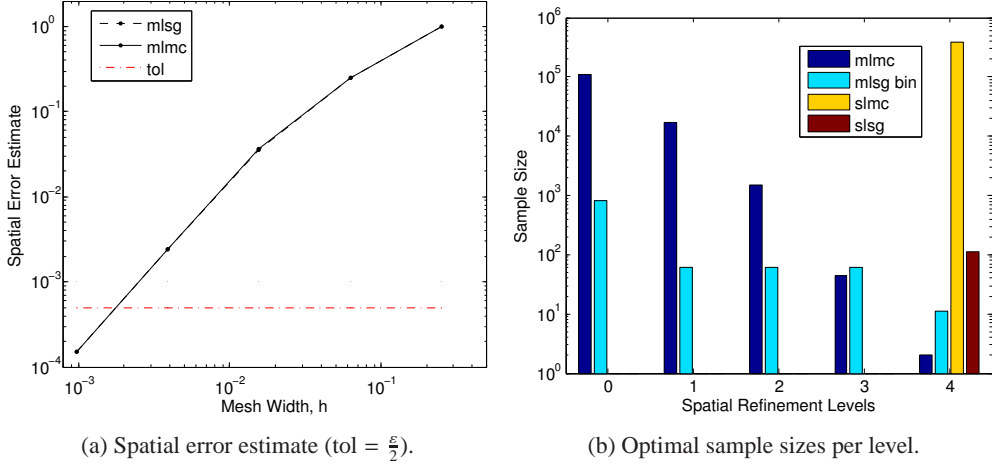 10^0
10^-1
10^-2
10^-3
10^-4
Spatial Error Estimate
mlsg
mlmc
tol
10^-3
10^-2
10^-1
Mesh Width, h
(a) Spatial error estimate (tol = ε/2).
10^6
10^5
10^4
10^3
10^2
10^1
10^0
Sample Size
mlmc
mlsg bin
slmc
slsg
0 1 2 3 4
Spatial Refinement Levels
(b) Optimal sample sizes per level.